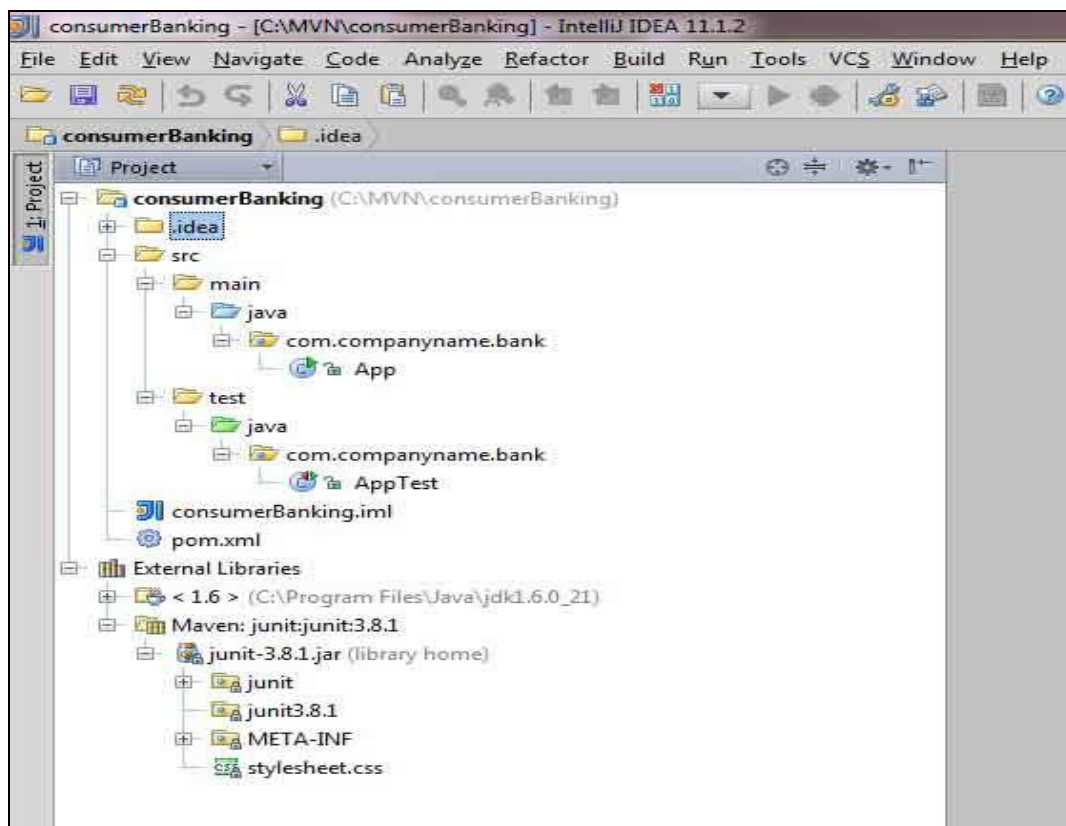 consumerBanking - [C:\MVN\consumerBanking] - IntelliJ IDEA 11.1.2
File Edit View Navigate Code Analyze Refactor Build Run Tools VCS Window Help
consumerBanking .idea
1: Project
Project
consumerBanking (C:\MVN\consumerBanking)
.idea
src
main
java
com.companyname.bank
App
test
java
com.companyname.bank
AppTest
consumerBanking.iml
pom.xml
External Libraries
< 1.6 > (C:\Program Files\Java\jdk1.6.0_21)
Maven: junit:junit:3.8.1
junit-3.8.1.jar (library home)
junit
junit3.8.1
META-INF
stylesheet.css